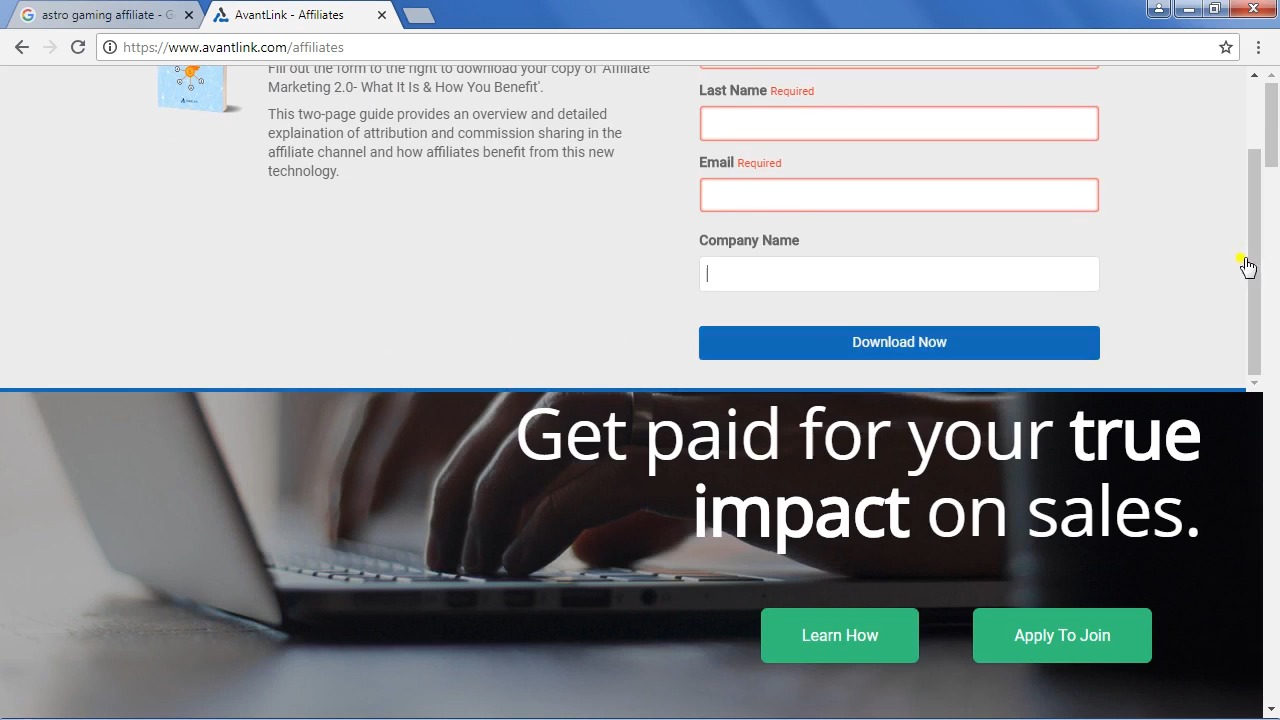 astro gaming affiliate - G
AvantLink - Affiliates
https://www.avantlink.com/affiliates
Fill out the form to the right to download your copy of 'Affiliate
Marketing 2.0- What It Is & How You Benefit'.
This two-page guide provides an overview and detailed
explaination of attribution and commission sharing in the
affiliate channel and how affiliates benefit from this new
technology.
Last Name Required
Email Required
Company Name
Download Now
Get paid for your true
impact on sales.
Learn How
Apply To Join